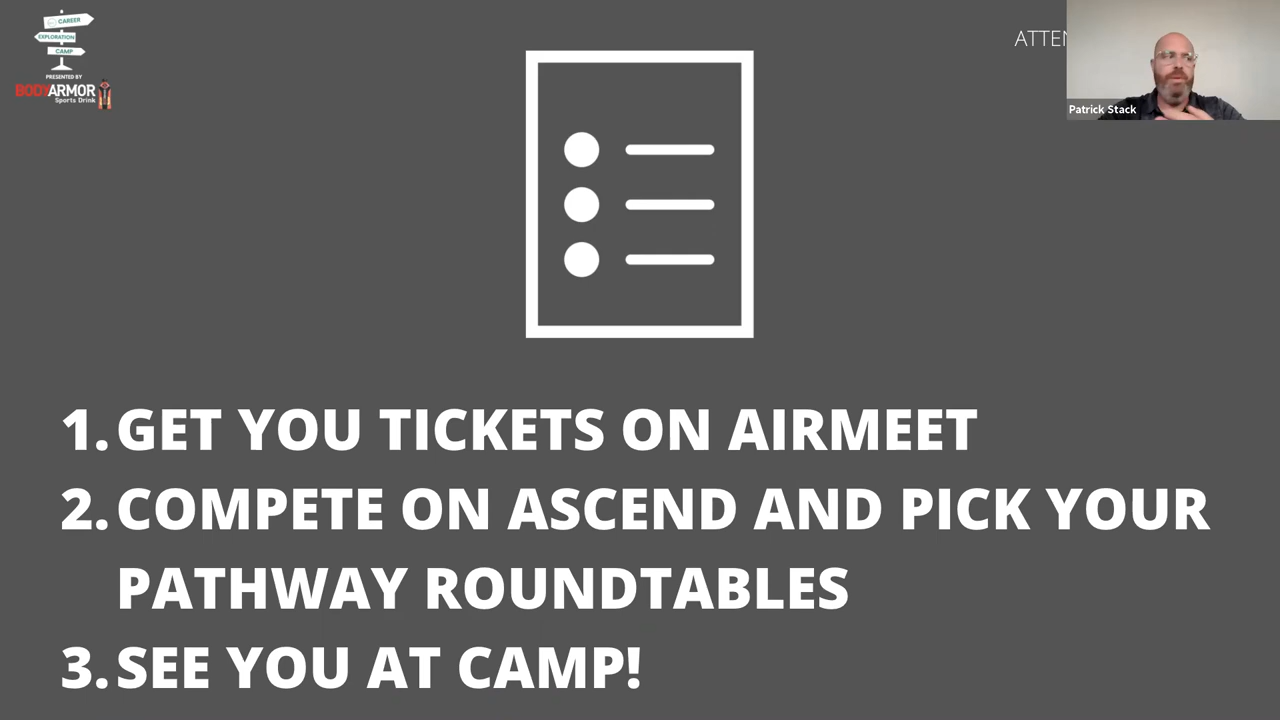 CAREER
EXPLORATION
CAMP
PRESENTED BY
BODYARMOR
Sports Drink
Patrick Stack
1. GET YOU TICKETS ON AIRMEET
2. COMPETE ON ASCEND AND PICK YOUR
PATHWAY ROUNDTABLES
3. SEE YOU AT CAMP!